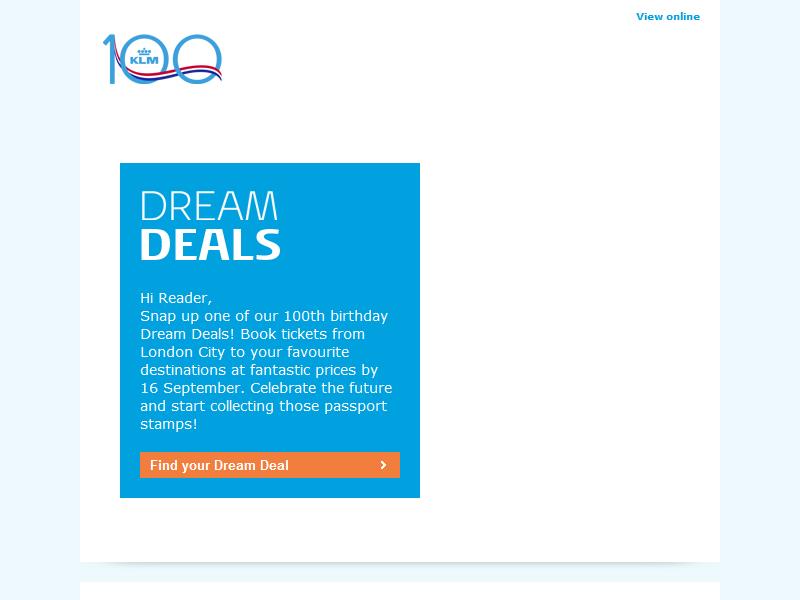 View online
100
KLM
DREAM
DEALS
Hi Reader,
Snap up one of our 100th birthday
Dream Deals! Book tickets from
London City to your favourite
destinations at fantastic prices by
16 September. Celebrate the future
and start collecting those passport
stamps!
Find your Dream Deal